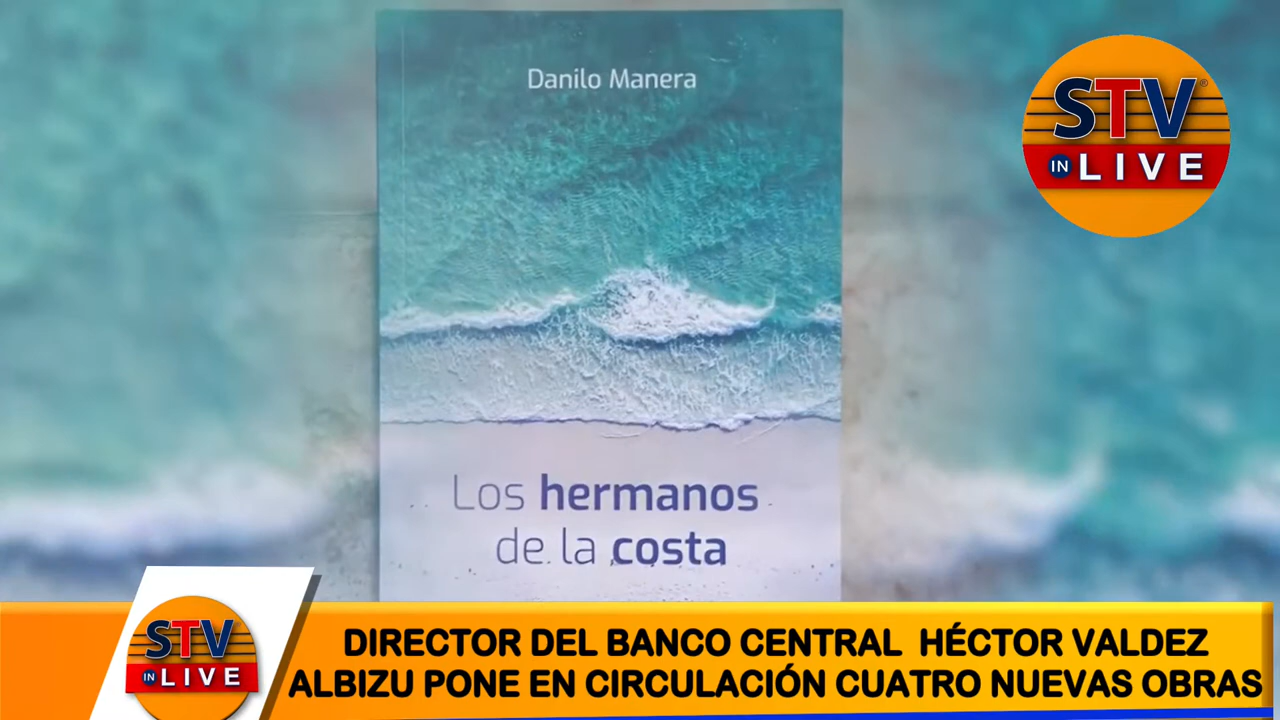 Danilo Manera
STV®
IN LIVE
Los hermanos
de la costa
STV
IN LIVE
DIRECTOR DEL BANCO CENTRAL HÉCTOR VALDEZ
ALBIZU PONE EN CIRCULACIÓN CUATRO NUEVAS OBRAS